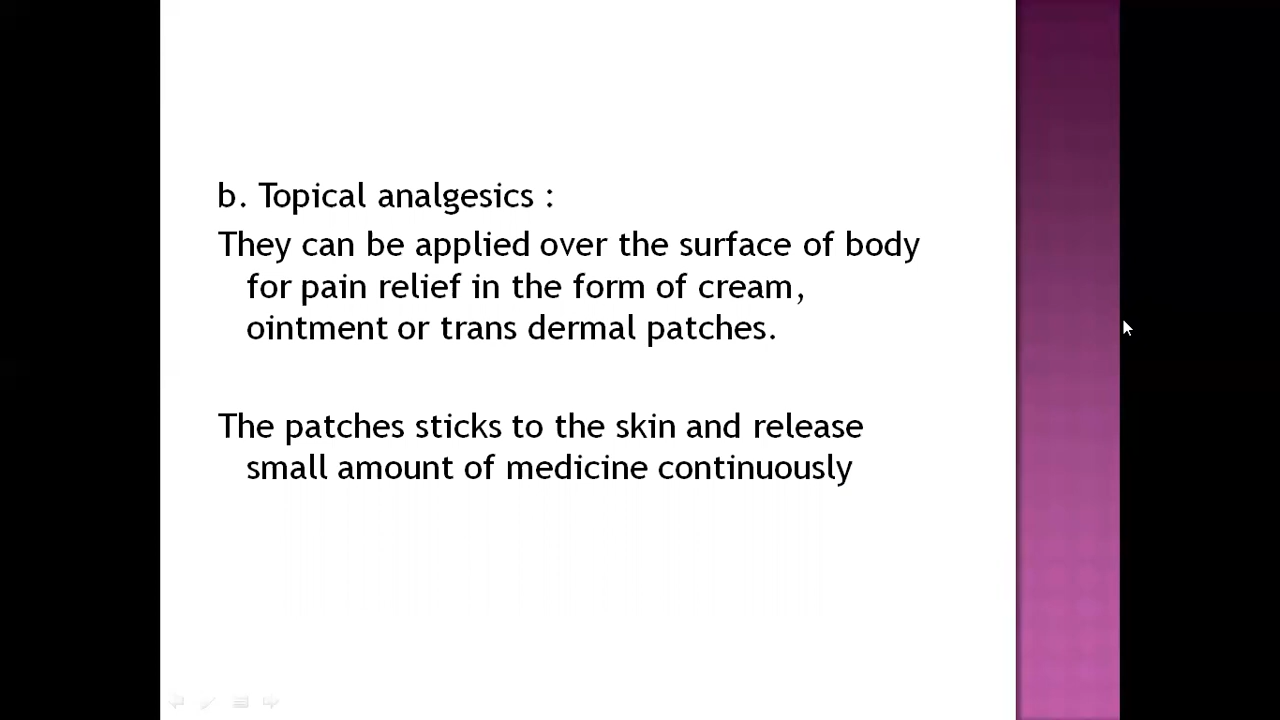 b. Topical analgesics :
They can be applied over the surface of body
for pain relief in the form of cream,
ointment or trans dermal patches.
The patches sticks to the skin and release
small amount of medicine continuously